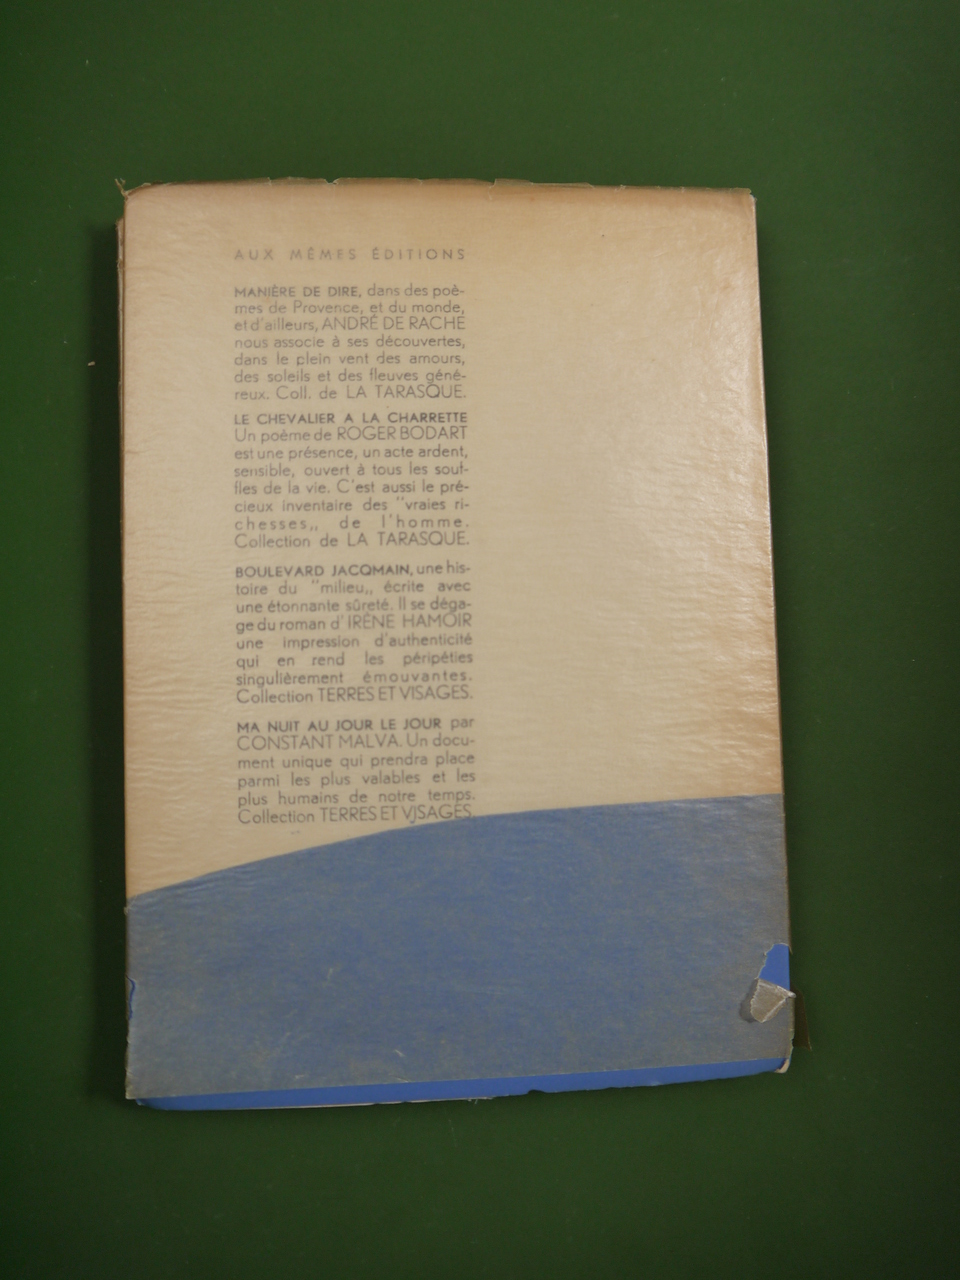 AUX MÊMES ÉDITIONS
MANIÈRE DE DIRE, dans des poè-
mes de Provence, et du monde,
et d'ailleurs, ANDRÉ DE RACHE
nous associe à ses découvertes,
dans le plein vent des amours,
des soleils et des fleuves géné-
reux. Coll. de LA TARASQUE.
LE CHEVALIER A LA CHARRETTE
Un poème de ROGER BODART
est une présence, un acte ardent,
sensible, ouvert à tous les souf-
fles de la vie. C'est aussi le pré-
cieux inventaire des "vraies ri-
chesses„ de l'homme.
Collection de LA TARASQUE.
BOULEVARD JACQMAIN, une his-
toire du "milieu„ écrite avec
une étonnante sûreté. Il se déga-
ge du roman d'IRÈNE HAMOIR
une impression d'authenticité
qui en rend les péripéties
singulièrement émouvantes.
Collection TERRES ET VISAGES.
MA NUIT AU JOUR LE JOUR par
CONSTANT MALVA. Un docu-
ment unique qui prendra place
parmi les plus valables et les
plus humains de notre temps.
Collection TERRES ET VISAGES.